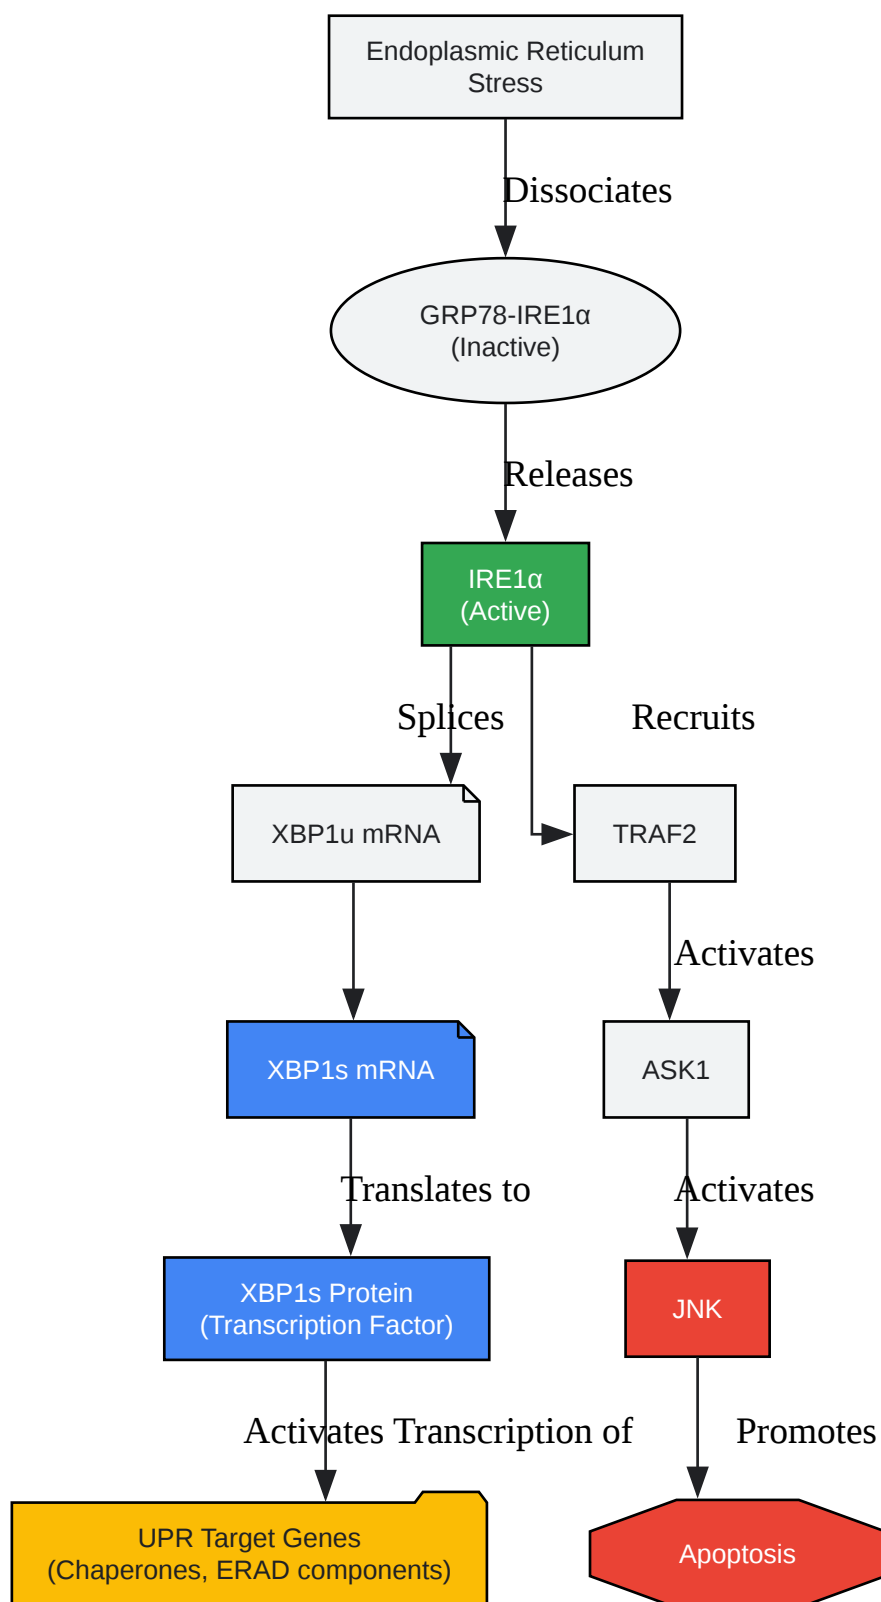 Endoplasmic Reticulum
Stress
Dissociates
GRP78-IRE1α
(Inactive)
Releases
IRE1α
(Active)
Splices
Recruits
XBP1u mRNA
TRAF2
Activates
XBP1s mRNA
ASK1
Translates to
Activates
XBP1s Protein
(Transcription Factor)
JNK
Activates Transcription of
Promotes
UPR Target Genes
(Chaperones, ERAD components)
Apoptosis